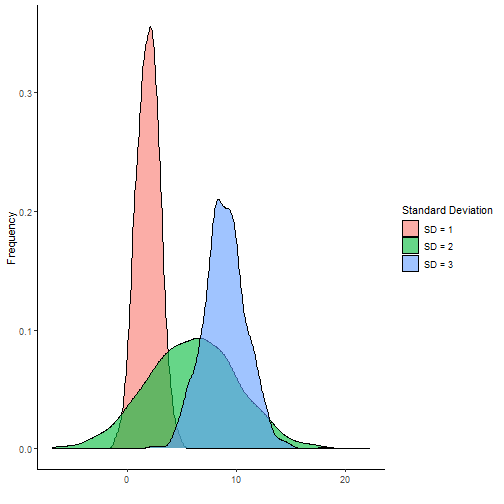 0.3
0.2
0.1
0.0
Frequency
0
10
20
Standard Deviation
SD = 1
SD = 2
SD = 3